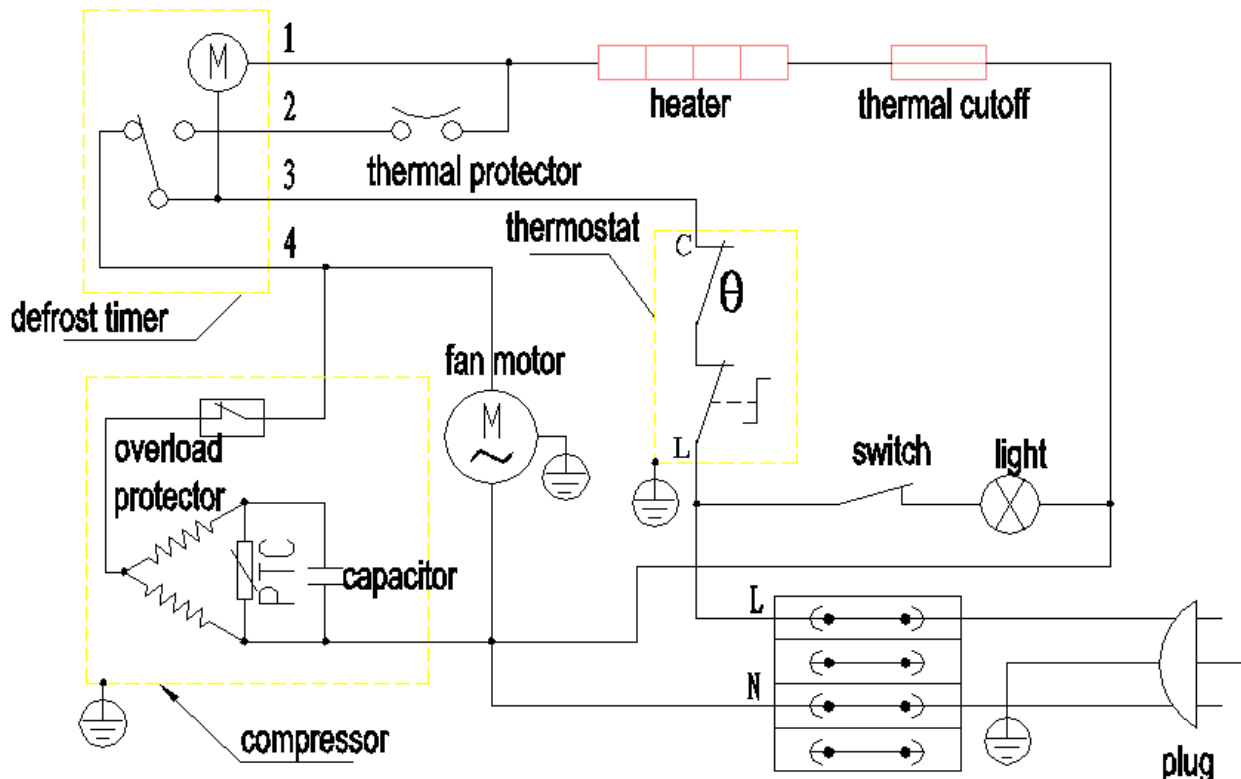 1
M
heater
thermal cutoff
2
thermal protector
3
thermostat
C
θ
4
defrost timer
fan motor
M
L
overload
protector
switch
light
PTC
capacitor
L
N
compressor
plug